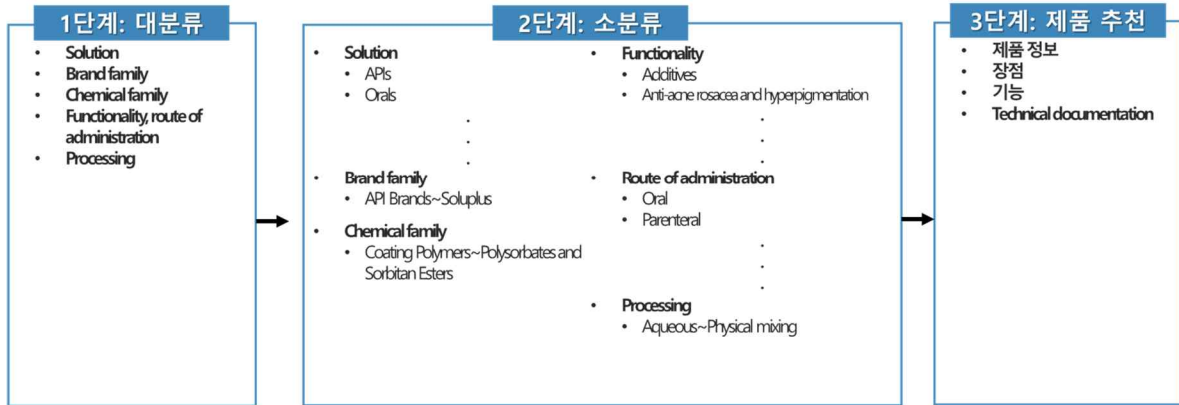 1단계: 대분류
• Solution
• Brand family
• Chemical family
• Functionality, route of
administration
• Processing
2단계: 소분류
• Solution
• APIs
• Orals
.
.
.
• Brand family
• API Brands~Soluplus
• Chemical family
• Coating Polymers~Polysorbates and
Sorbitan Esters
• Functionality
• Additives
• Anti-acne rosacea and hyperpigmentation
.
.
.
• Route of administration
• Oral
• Parenteral
.
.
.
• Processing
• Aqueous~Physical mixing
3단계: 제품 추천
• 제품 정보
• 장점
• 기능
• Technical documentation